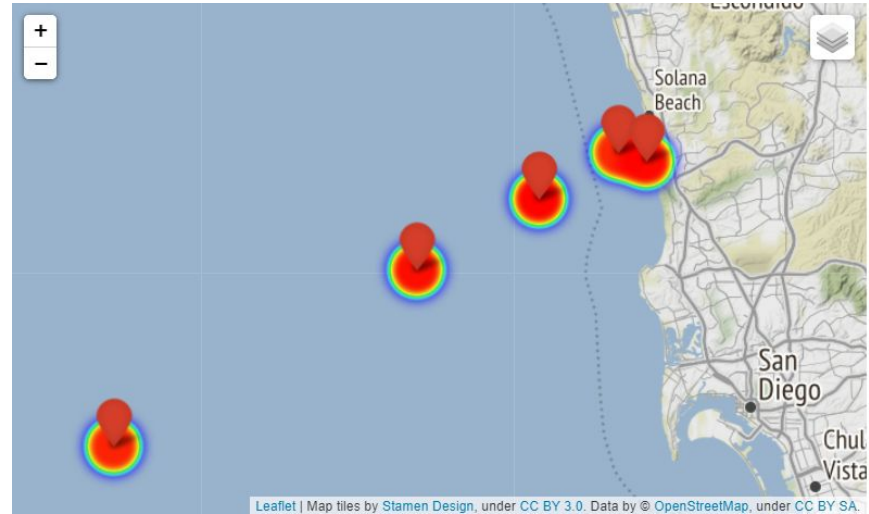 +
−
Escondido
Solana
Beach
San
Diego
Chul
Vista
Leaflet | Map tiles by Stamen Design, under CC BY 3.0. Data by © OpenStreetMap, under CC BY SA.